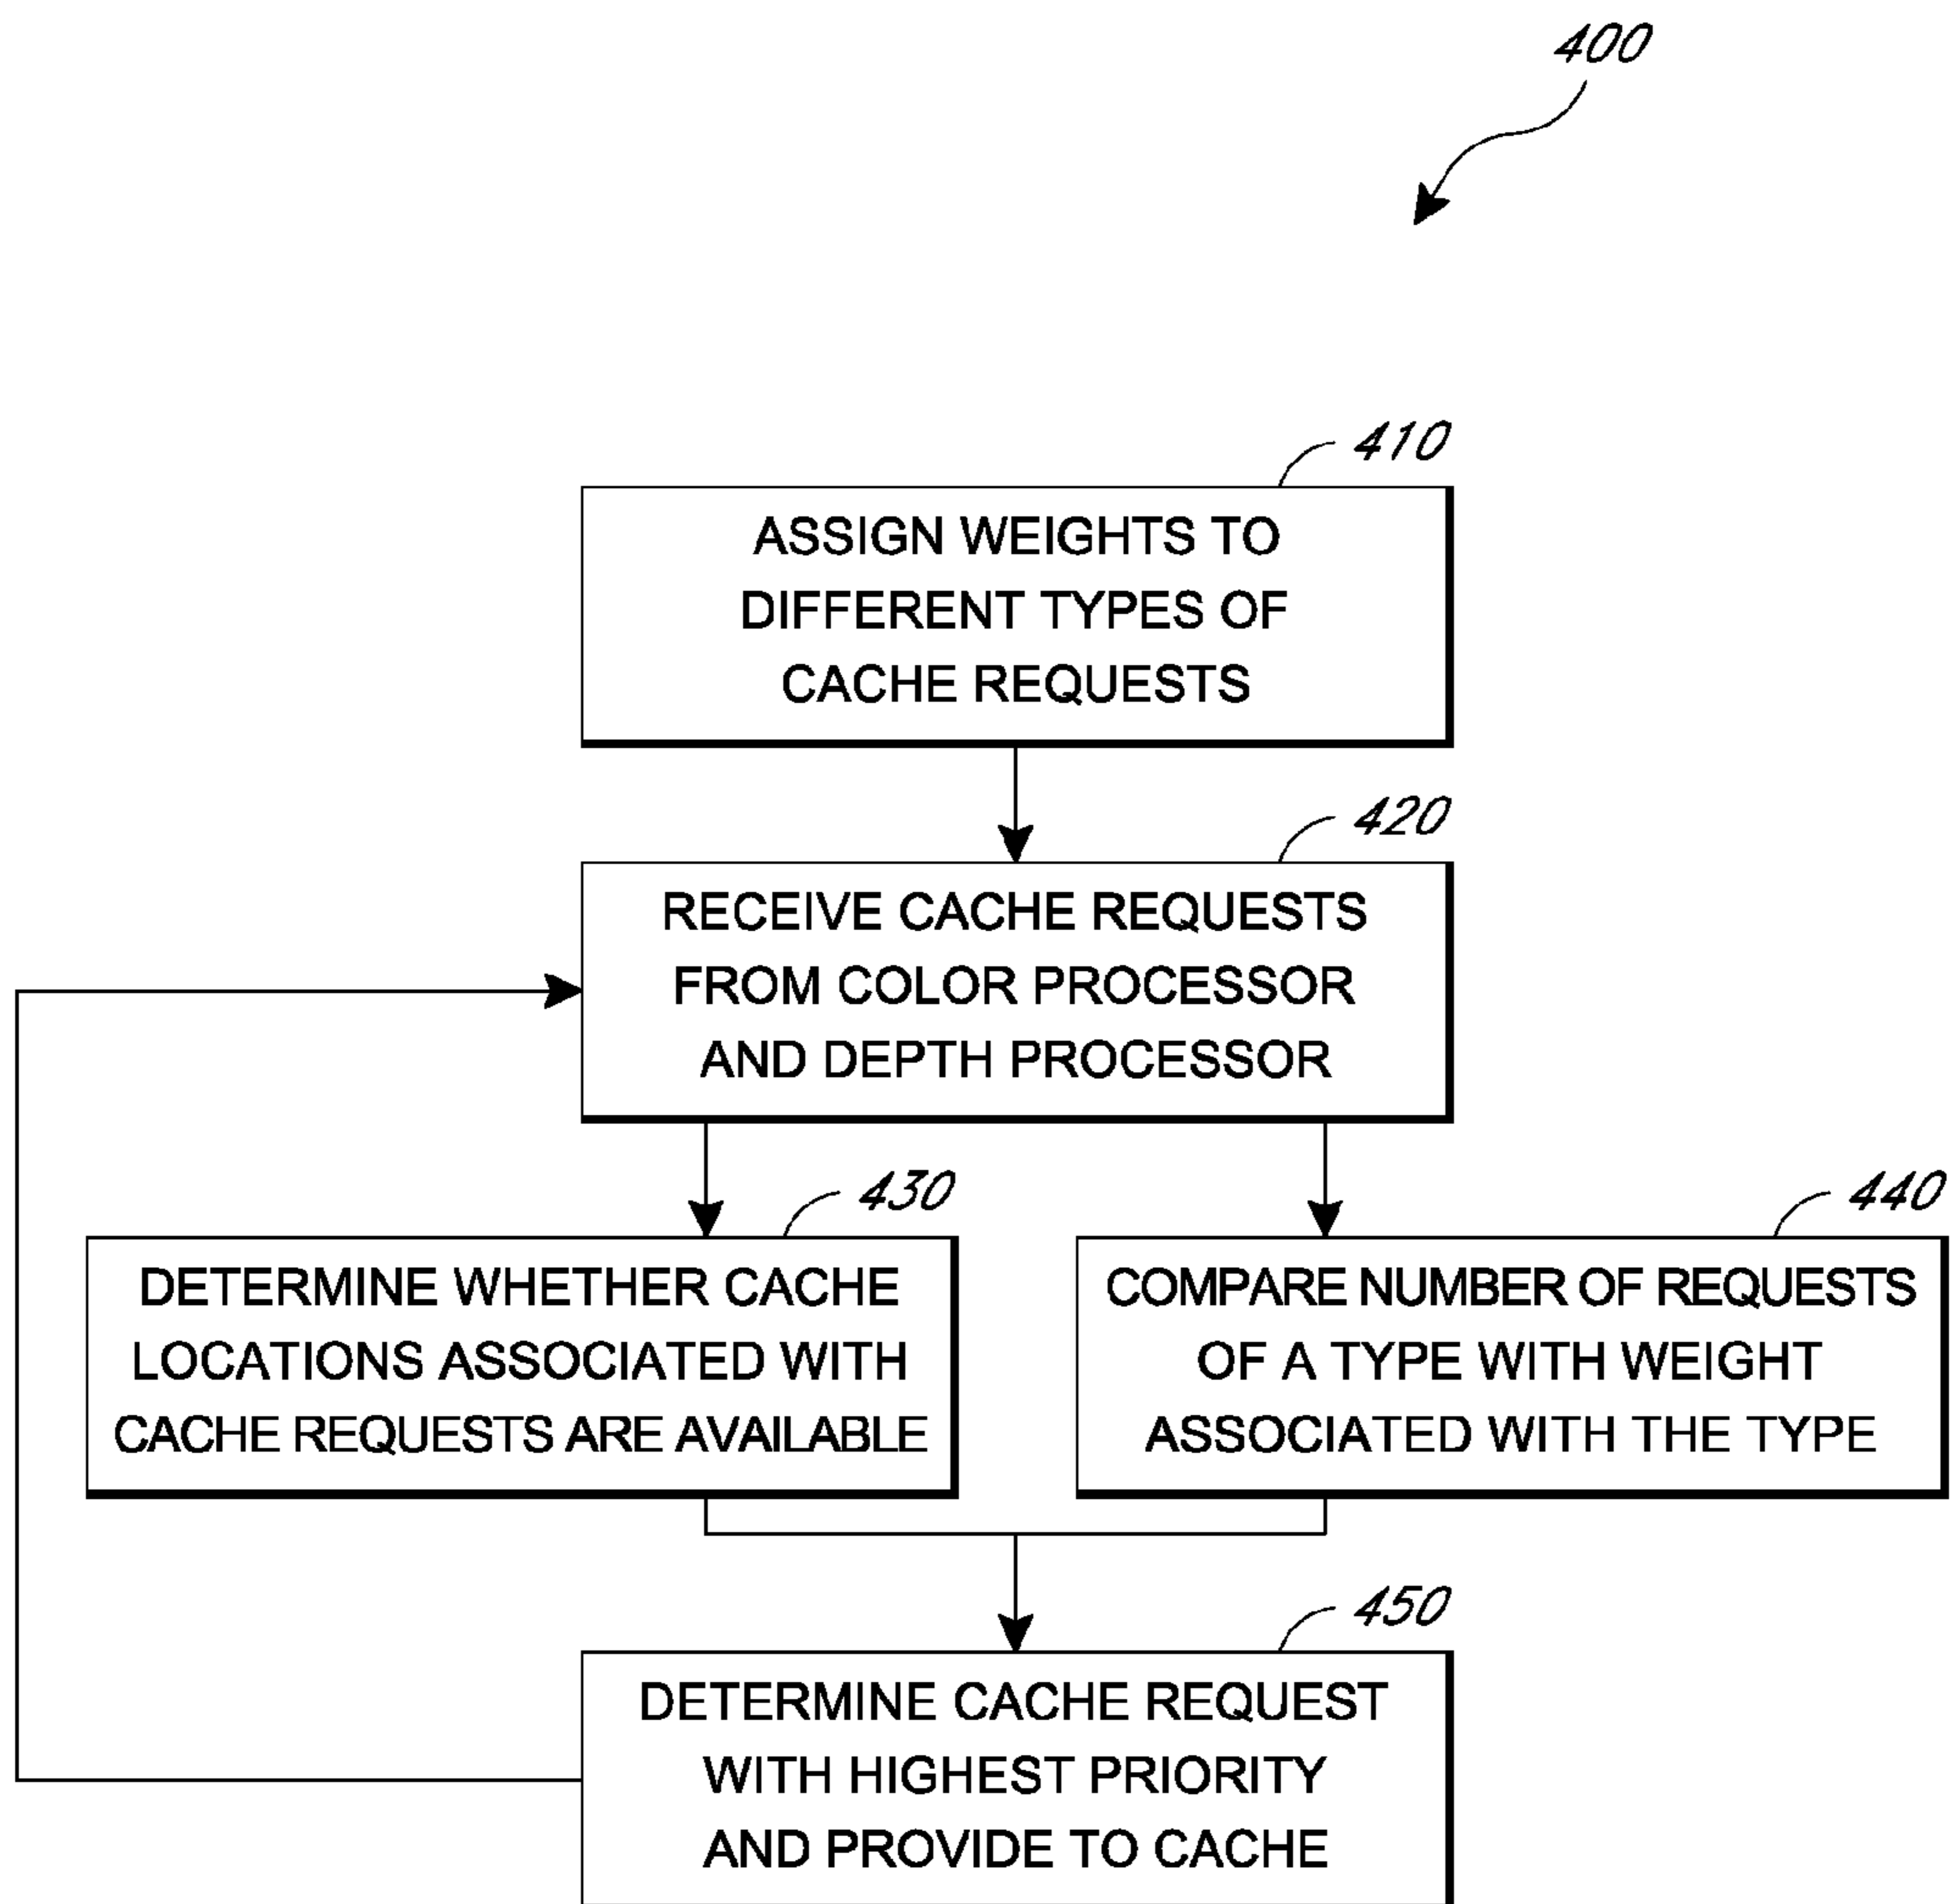 400
410
ASSIGN WEIGHTS TO
DIFFERENT TYPES OF
CACHE REQUESTS
420
RECEIVE CACHE REQUESTS
FROM COLOR PROCESSOR
AND DEPTH PROCESSOR
430
DETERMINE WHETHER CACHE
LOCATIONS ASSOCIATED WITH
CACHE REQUESTS ARE AVAILABLE
440
COMPARE NUMBER OF REQUESTS
OF A TYPE WITH WEIGHT
ASSOCIATED WITH THE TYPE
450
DETERMINE CACHE REQUEST
WITH HIGHEST PRIORITY
AND PROVIDE TO CACHE